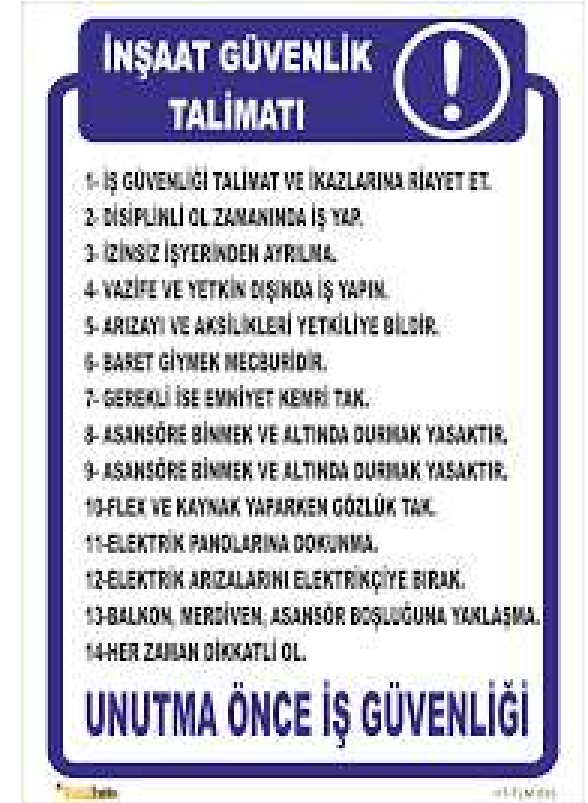 İNŞAAT GÜVENLİK
TALİMATI
1- İŞ GÜVENLİĞİ TALİMAT VE İKAZLARINA RİAYET ET.
2- DİSİPLİNLİ OL ZAMANINDA İŞ YAP.
3- İZİNSİZ İŞYERİNDEN AYRILMA.
4- VAZİFE VE YETKİN DIŞINDA İŞ YAPIN.
5- ARIZAYI VE AKSİLİKLERİ YETKİLİYE BİLDİR.
6- BARET GİYMEK MECBURİDİR.
7- GEREKLİ İSE EMNİYET KEMRİ TAK.
8- ASANSÖRE BİNMEK VE ALTINDA DURMAK YASAKTIR.
9- ASANSÖRE BİNMEK VE ALTINDA DURMAK YASAKTIR.
10-FLEX VE KAYNAK YAPARKEN GÖZLÜK TAK.
11-ELEKTRİK PANOLARINA DOKUNMA.
12-ELEKTRİK ARIZALARINI ELEKTRİKÇİYE BIRAK.
13-BALKON, MERDİVEN, ASANSÖR BOŞLUĞUNA YAKLAŞMA.
14-HER ZAMAN DİKKATLİ OL.
UNUTMA ÖNCE İŞ GÜVENLİĞİ